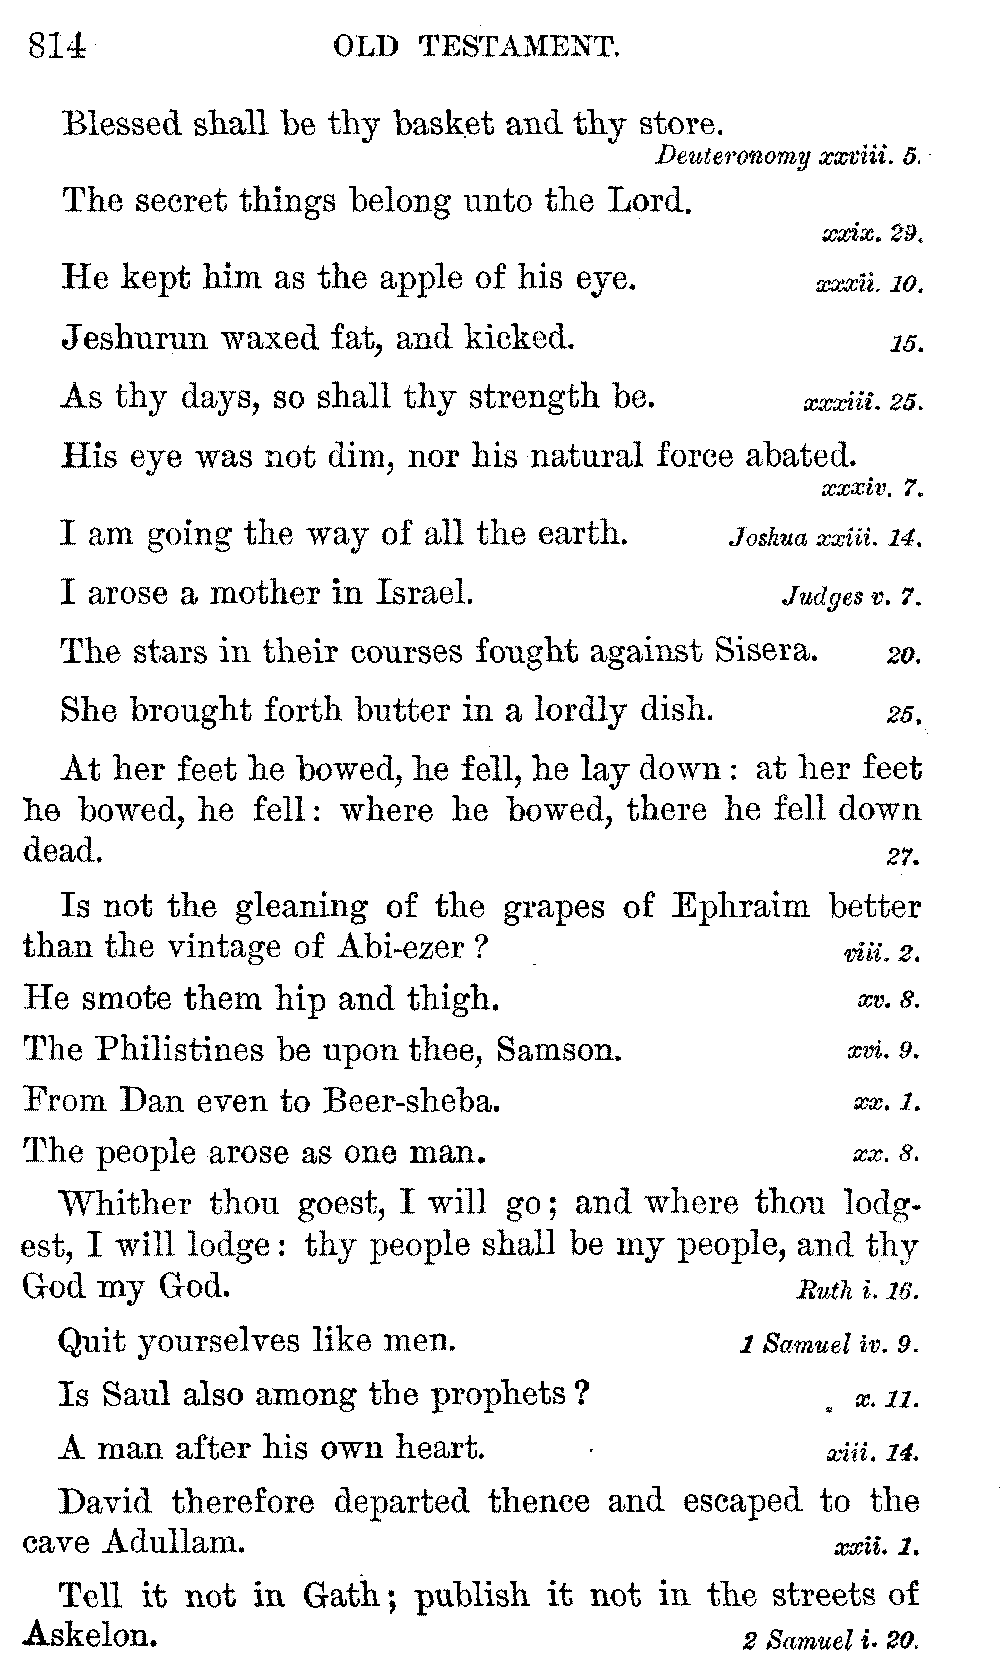 814 OLD TESTAMENT.
Blessed shall be thy basket and thy store.
Deuteronomy xxviii. 5.
The secret things belong unto the Lord.
xxix. 29.
He kept him as the apple of his eye. xxxii. 10.
Jeshurun waxed fat, and kicked. 15.
As thy days, so shall thy strength be. xxxiii. 25.
His eye was not dim, nor his natural force abated.
xxxiv. 7.
I am going the way of all the earth. Joshua xxiii. 14.
I arose a mother in Israel. Judges v. 7.
The stars in their courses fought against Sisera. 20.
She brought forth butter in a lordly dish. 25.
At her feet he bowed, he fell, he lay down: at her feet
he bowed, he fell: where he bowed, there he fell down
dead. 27.
Is not the gleaning of the grapes of Ephraim better
than the vintage of Abi-ezer? viii. 2.
He smote them hip and thigh. xv. 8.
The Philistines be upon thee, Samson. xvi. 9.
From Dan even to Beer-sheba. xx. 1.
The people arose as one man. xx. 8.
Whither thou goest, I will go; and where thou lodg-
est, I will lodge: thy people shall be my people, and thy
God my God. Ruth i. 16.
Quit yourselves like men. 1 Samuel iv. 9.
Is Saul also among the prophets? x. 11.
A man after his own heart. xiii. 14.
David therefore departed thence and escaped to the
cave Adullam. xxii. 1.
Tell it not in Gath; publish it not in the streets of
Askelon. 2 Samuel i. 20.